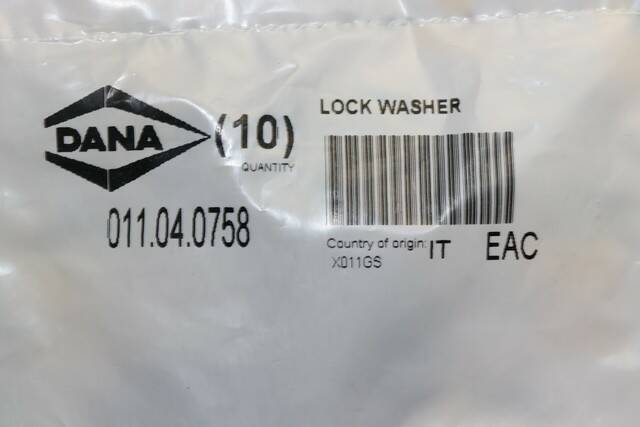 DANA
(10)
QUANTITY
011.04.0758
LOCK WASHER
Country of origin: IT EAC
X011GS